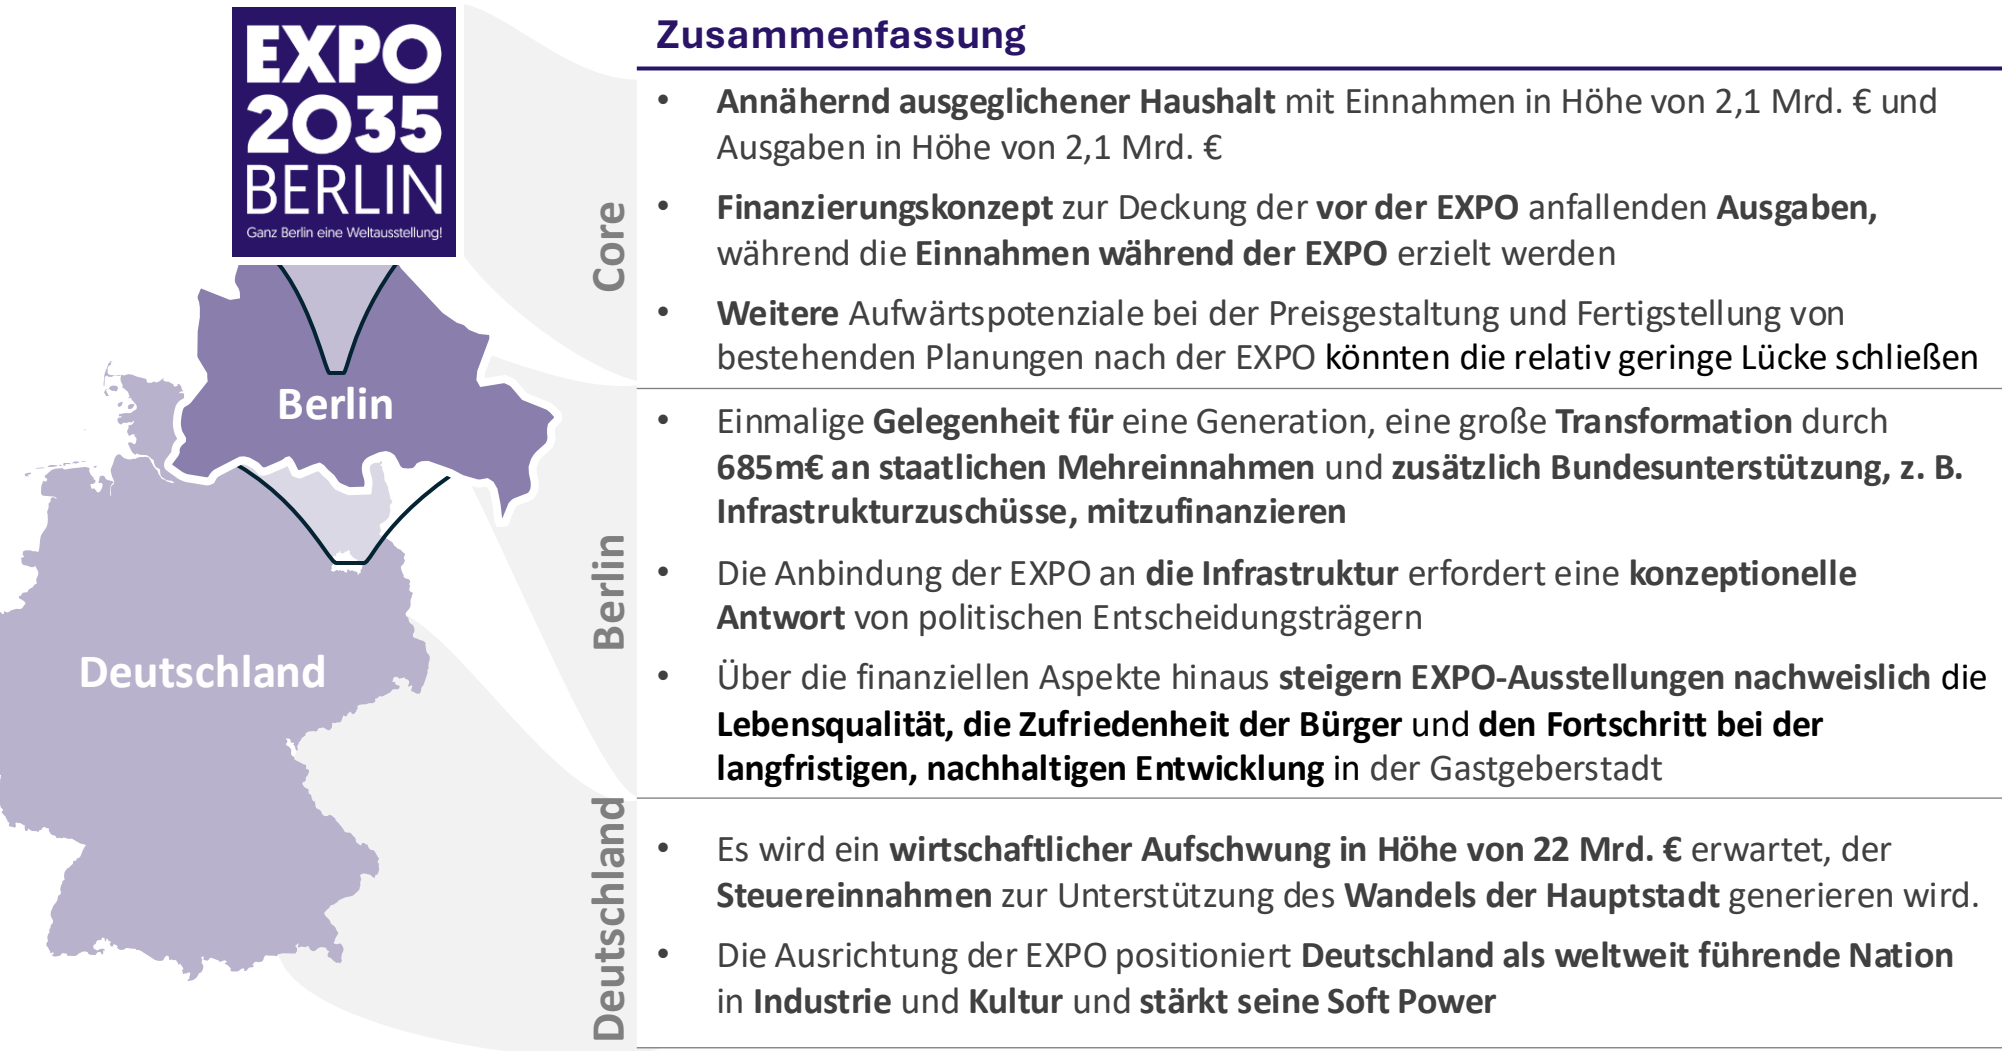 EXPO
2035
BERLIN
Ganz Berlin eine Weltausstellung!
Berlin
Deutschland
Zusammenfassung
Core
• Annähernd ausgeglichener Haushalt mit Einnahmen in Höhe von 2,1 Mrd. € und
Ausgaben in Höhe von 2,1 Mrd. €
• Finanzierungskonzept zur Deckung der vor der EXPO anfallenden Ausgaben,
während die Einnahmen während der EXPO erzielt werden
• Weitere Aufwärtspotenziale bei der Preisgestaltung und Fertigstellung von
bestehenden Planungen nach der EXPO könnten die relativ geringe Lücke schließen
Berlin
• Einmalige Gelegenheit für eine Generation, eine große Transformation durch
685m€ an staatlichen Mehreinnahmen und zusätzlich Bundesunterstützung, z. B.
Infrastrukturzuschüsse, mitzufinanzieren
• Die Anbindung der EXPO an die Infrastruktur erfordert eine konzeptionelle
Antwort von politischen Entscheidungsträgern
• Über die finanziellen Aspekte hinaus steigern EXPO-Ausstellungen nachweislich die
Lebensqualität, die Zufriedenheit der Bürger und den Fortschritt bei der
langfristigen, nachhaltigen Entwicklung in der Gastgeberstadt
Deutschland
• Es wird ein wirtschaftlicher Aufschwung in Höhe von 22 Mrd. € erwartet, der
Steuereinnahmen zur Unterstützung des Wandels der Hauptstadt generieren wird.
• Die Ausrichtung der EXPO positioniert Deutschland als weltweit führende Nation
in Industrie und Kultur und stärkt seine Soft Power